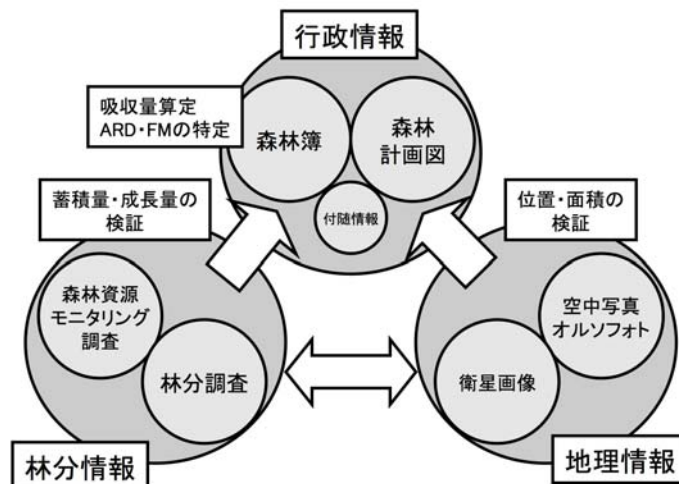 行政情報
吸収量算定
ARD・FMの特定
森林簿
森林
計画図
付随情報
蓄積量・成長量の
検証
位置・面積の
検証
森林資源
モニタリング
調査
林分調査
空中写真
オルソフォト
衛星画像
林分情報
地理情報